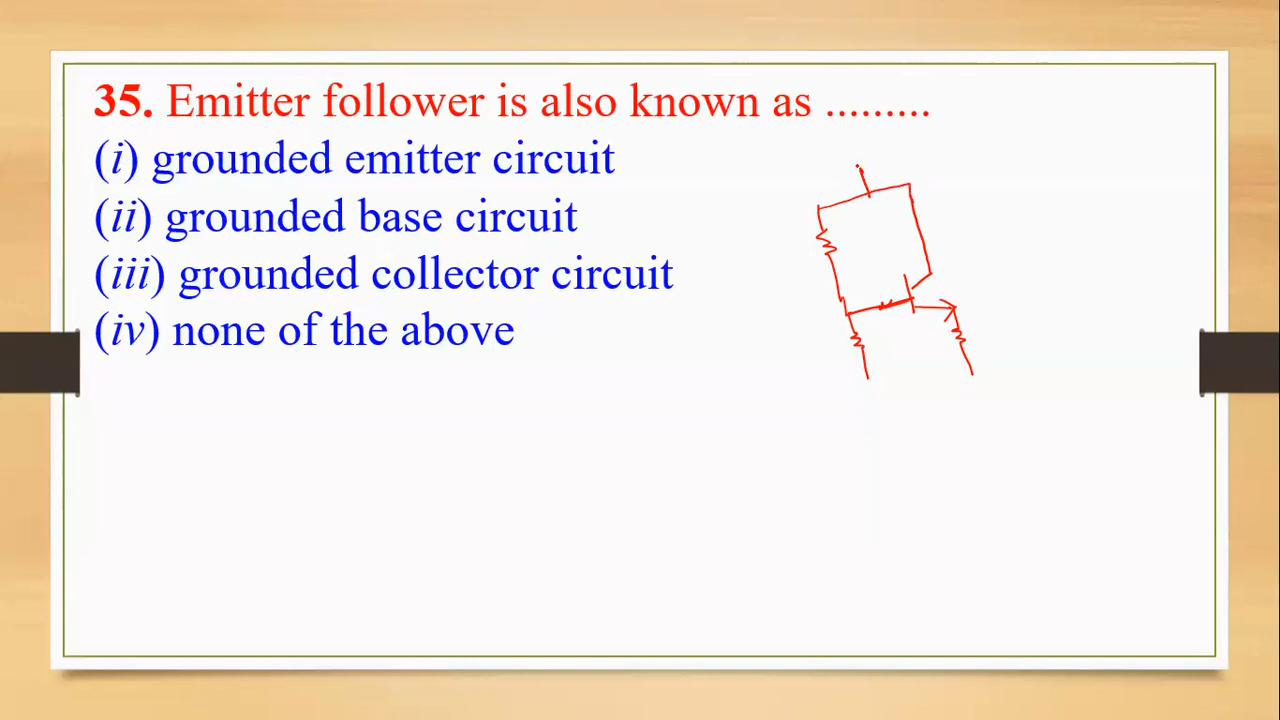 35. Emitter follower is also known as .........
(i) grounded emitter circuit
(ii) grounded base circuit
(iii) grounded collector circuit
(iv) none of the above